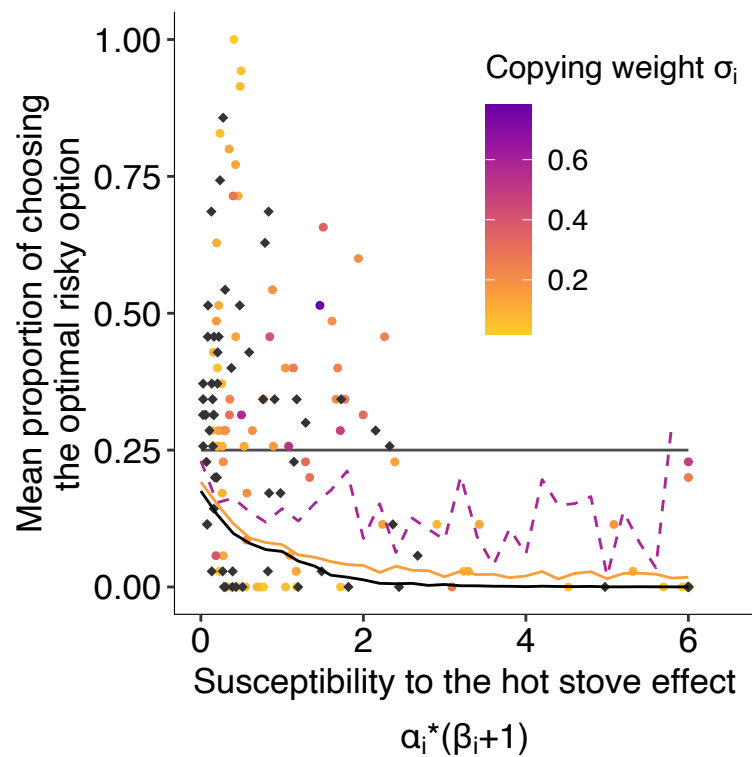 Mean proportion of choosing
the optimal risky option
1.00
0.75
0.50
0.25
0.00
Copying weight σi
0.6
0.4
0.2
0
2
4
6
Susceptibility to the hot stove effect
αi*(βi+1)